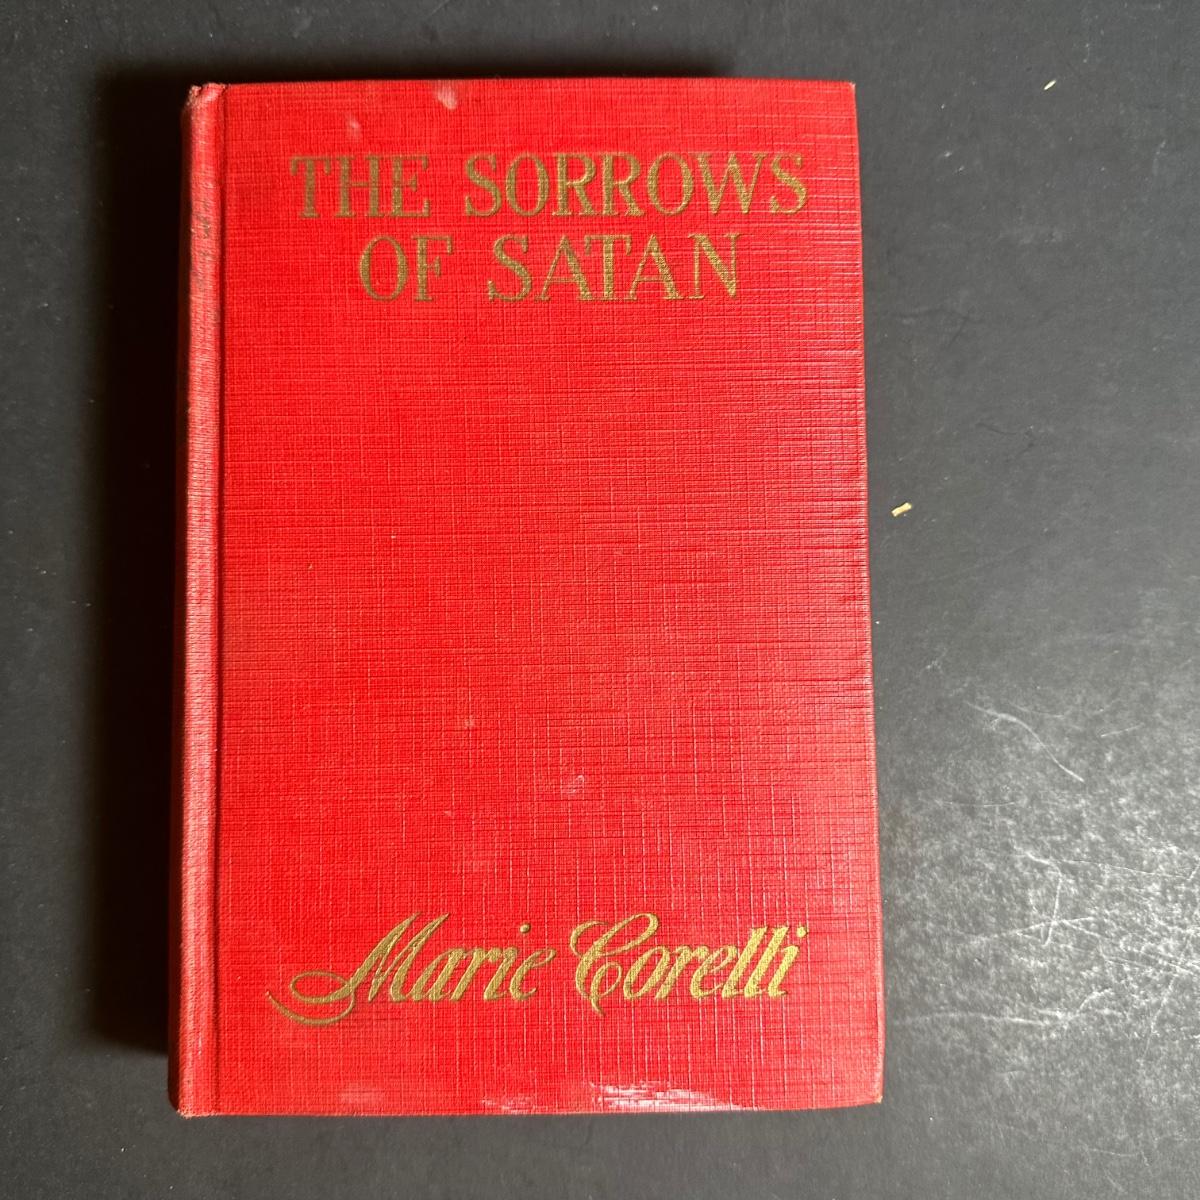 THE SORROWS
OF SATAN
Marie Corelli